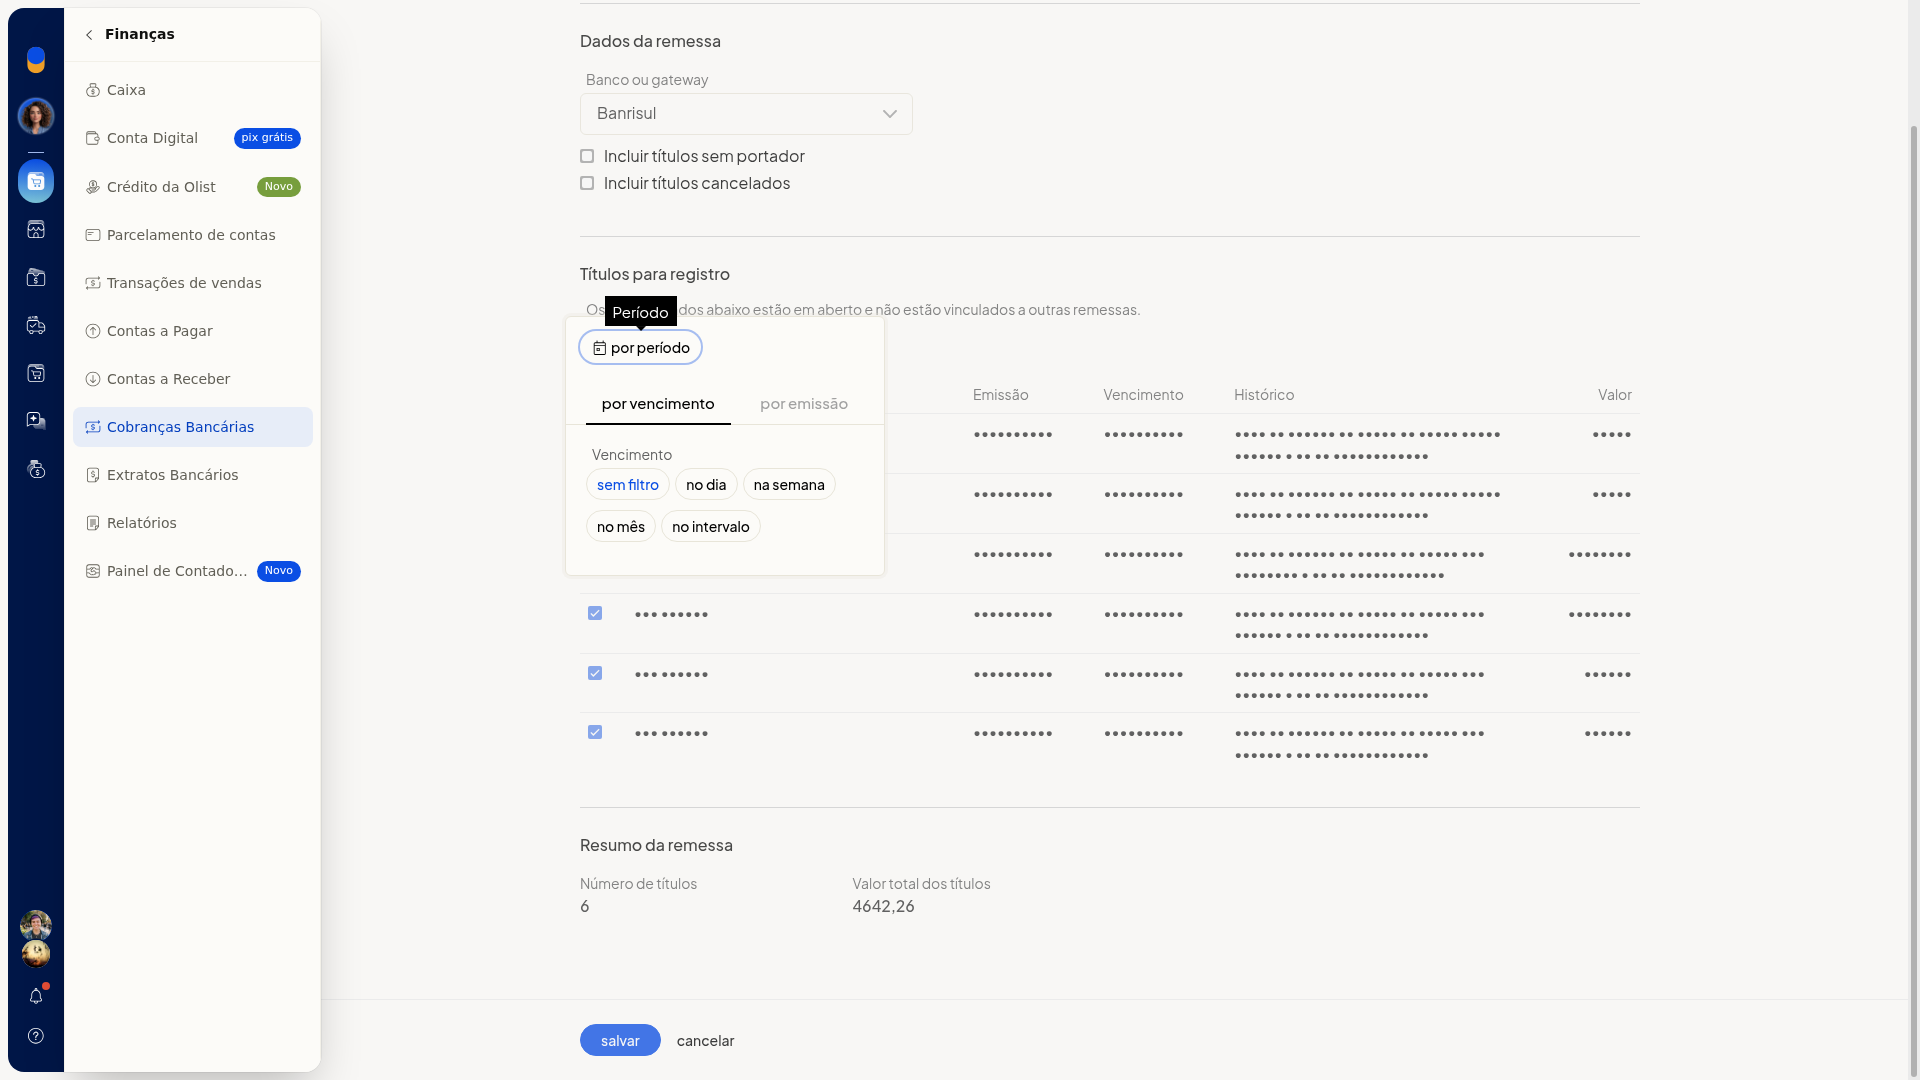 Finanças
Caixa
Conta Digital pix grátis
Crédito da Olist Novo
Parcelamento de contas
Transações de vendas
Contas a Pagar
Contas a Receber
Cobranças Bancárias
Extratos Bancários
Relatórios
Painel de Contado... Novo
Dados da remessa
Banco ou gateway
Banrisul
Incluir títulos sem portador
Incluir títulos cancelados
Títulos para registro
Os dos abaixo estão em aberto e não estão vinculados a outras remessas.
Período
por período
por vencimento por emissão
Vencimento
sem filtro no dia na semana
no mês no intervalo
Emissão Vencimento Histórico Valor
•••••••••• •••••••••• •••• •• •••••• •• ••••• •• ••••• ••••• •••••
•••••• • •• •• ••••••••••••
•••••••••• •••••••••• •••• •• •••••• •• ••••• •• ••••• ••••• •••••
•••••• • •• •• ••••••••••••
•••••••••• •••••••••• •••• •• •••••• •• ••••• •• ••••• ••• ••••••••
•••••••• • •• •• ••••••••••••
••• •••••• •••••••••• •••••••••• •••• •• •••••• •• ••••• •• ••••• ••• ••••••••
•••••• • •• •• ••••••••••••
••• •••••• •••••••••• •••••••••• •••• •• •••••• •• ••••• •• ••••• ••• ••••••
•••••• • •• •• ••••••••••••
••• •••••• •••••••••• •••••••••• •••• •• •••••• •• ••••• •• ••••• ••• ••••••
•••••• • •• •• ••••••••••••
Resumo da remessa
Número de títulos Valor total dos títulos
6 4642,26
salvar cancelar